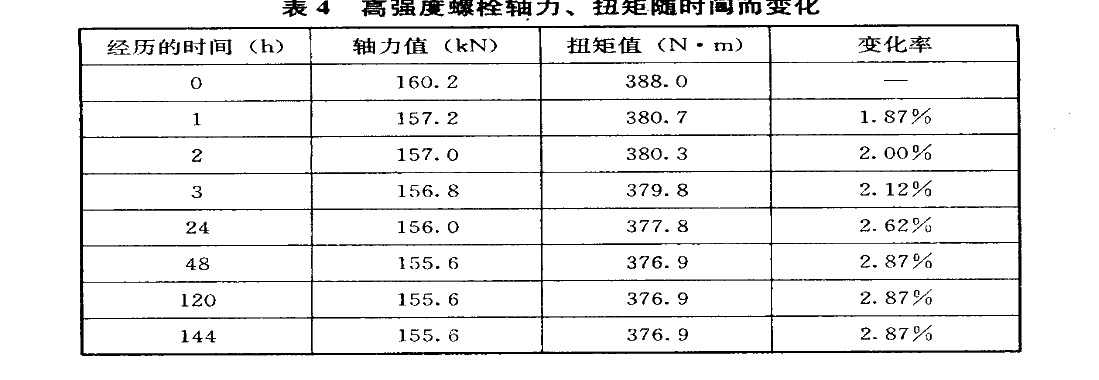 表 4 高强度螺栓轴力、扭矩随时间而变化
经历的时间（h） 轴力值（kN） 扭矩值（N·m） 变化率
0 160.2 388.0 —
1 157.2 380.7 1.87%
2 157.0 380.3 2.00%
3 156.8 379.8 2.12%
24 156.0 377.8 2.62%
48 155.6 376.9 2.87%
120 155.6 376.9 2.87%
144 155.6 376.9 2.87%